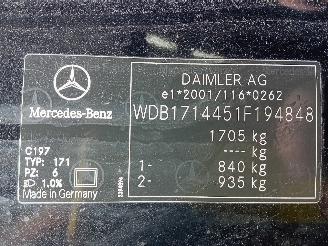 DAIMLER AG
e1*2001/116*0262
WDB1714451F194848
Mercedes-Benz
1705 kg
---- kg
1- 840 kg
2- 935 kg
C197
TYP: 171
PZ: 6
1.0%
Made in Germany